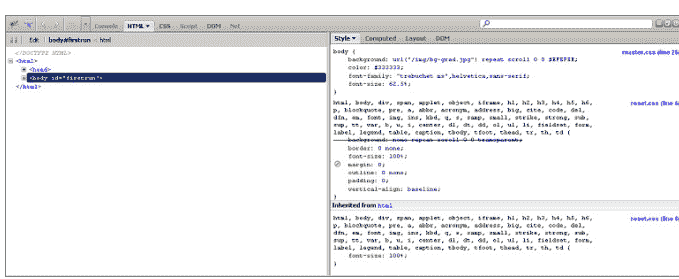 Console HTML CSS Script DOM Net
Edit body#firstrun < html
Style Computed Layout DOM
<!DOCTYPE HTML>
<html>
<head>
<body id="firstrun">
</html>
body {
master.css (line 25
background: url("/img/bg-grad.jpg") repeat scroll 0 0
color: #333333;
font-family: "trebuchet ms",helvetica,sans-serif;
font-size: 62.5%;
}
html, body, div, span, applet, object, iframe, h1, h2, h3, h4, h5, h6,
reset.css (line
p, blockquote, pre, a, abbr, acronym, address, big, cite, code, del,
dfn, em, font, img, ins, kbd, q, s, samp, small, strike, strong, sub,
sup, tt, var, b, u, i, center, dl, dt, dd, ol, ul, li, fieldset, form,
label, legend, table, caption, tbody, tfoot, thead, tr, th, td {
background: none repeat scroll 0 0 transparent;
border: 0 none;
font-size: 100%;
margin: 0;
outline: 0 none;
padding: 0;
vertical-align: baseline;
}
Inherited from html
html, body, div, span, applet, object, iframe, h1, h2, h3, h4, h5, h6,
reset.css (line
p, blockquote, pre, a, abbr, acronym, address, big, cite, code, del,
dfn, em, font, img, ins, kbd, q, s, samp, small, strike, strong, sub,
sup, tt, var, b, u, i, center, dl, dt, dd, ol, ul, li, fieldset, form,
label, legend, table, caption, tbody, tfoot, thead, tr, th, td {
font-size: 100%;
}